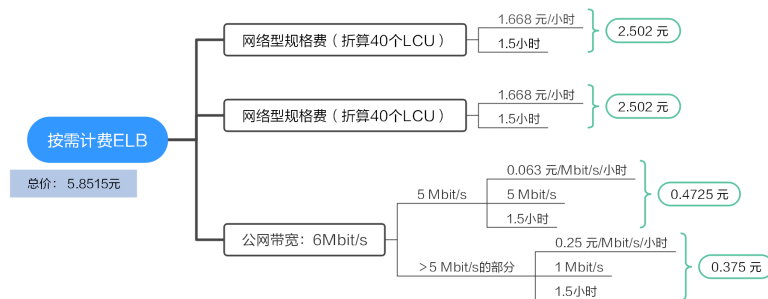 按需计费ELB
总价： 5.8515元
网络型规格费（折算40个LCU）
1.668 元/小时
1.5小时
2.502 元
网络型规格费（折算40个LCU）
1.668 元/小时
1.5小时
2.502 元
公网带宽：6Mbit/s
5 Mbit/s
0.063 元/Mbit/s/小时
5 Mbit/s
1.5小时
0.4725 元
＞5 Mbit/s的部分
0.25 元/Mbit/s/小时
1 Mbit/s
1.5小时
0.375 元